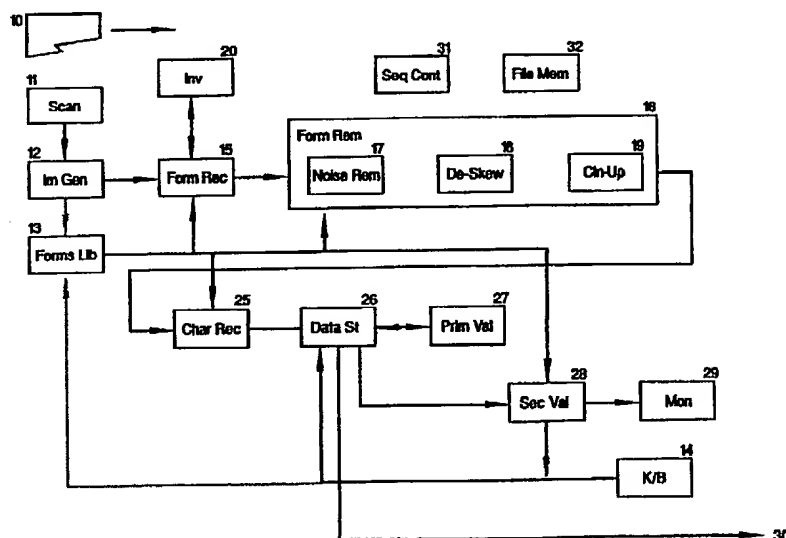 10
20
Inv
31
Seq Cont
32
File Mem
11
Scan
18
Form Rem
12
Im Gen
15
Form Rec
17
Noise Rem
16
De-Skew
19
Cln-Up
13
Forms Lib
25
Char Rec
26
Data St
27
Prim Val
28
Sec Val
29
Mon
14
K/B
30